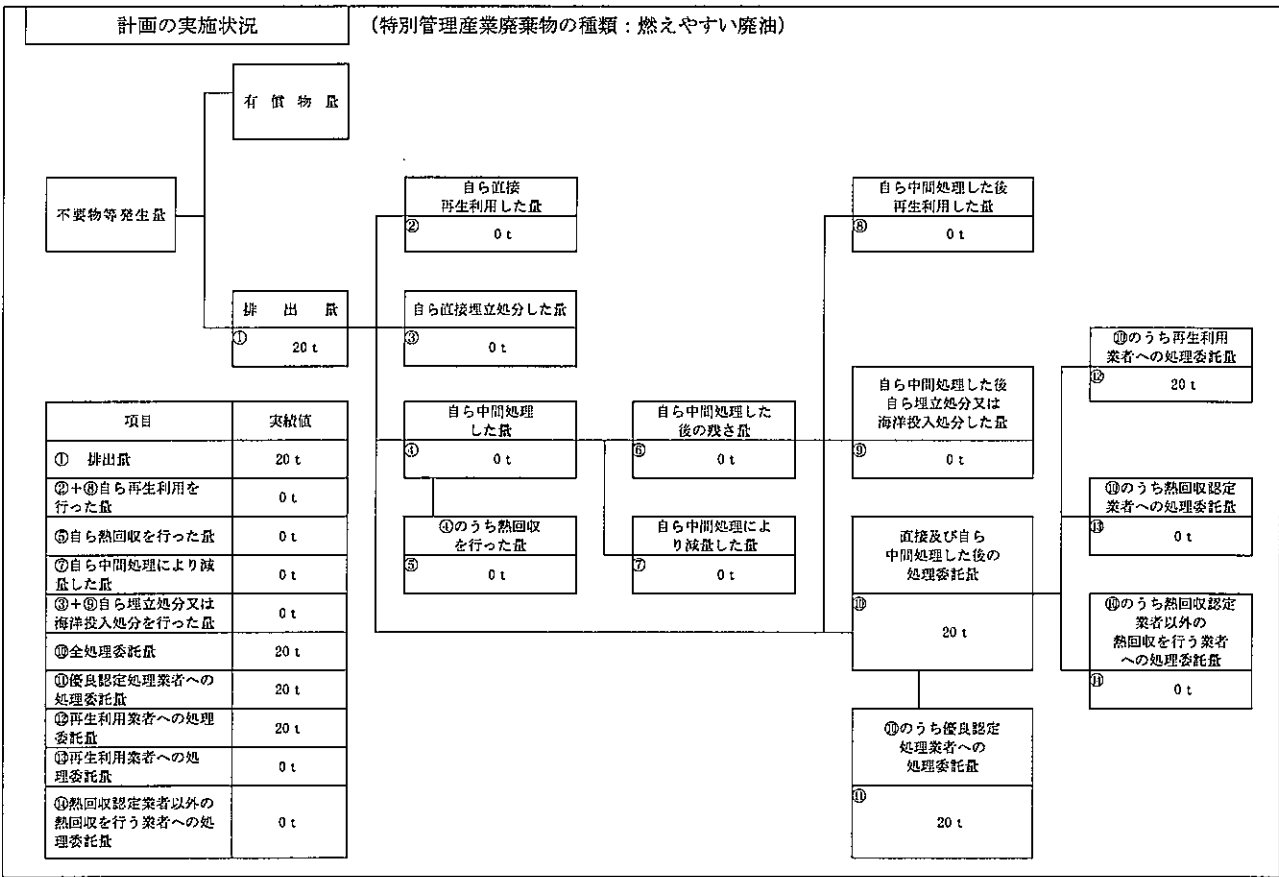 計画の実施状況
(特別管理産業廃棄物の種類:燃えやすい廃油)
有償物量
不要物等発生量
排出量
①
20 t
自ら直接
再生利用した量
②
0 t
自ら直接埋立処分した量
③
0 t
自ら中間処理
した量
④
0 t
④のうち熱回収
を行った量
⑤
0 t
自ら中間処理した
後の残さ量
⑥
0 t
自ら中間処理によ
り減量した量
⑦
0 t
自ら中間処理した後
再生利用した量
⑧
0 t
自ら中間処理した後
自ら埋立処分又は
海洋投入処分した量
⑨
0 t
直接及び自ら
中間処理した後の
処理委託量
⑩
20 t
⑩のうち優良認定
処理業者への
処理委託量
⑪
20 t
⑩のうち再生利用
業者への処理委託量
⑫
20 t
⑩のうち熱回収認定
業者への処理委託量
⑬
0 t
⑩のうち熱回収認定
業者以外の
熱回収を行う業者
への処理委託量
⑭
0 t
項目 実績値
① 排出量 20 t
②+⑧自ら再生利用を
行った量 0 t
⑤自ら熱回収を行った量 0 t
⑦自ら中間処理により減
量した量 0 t
③+⑨自ら埋立処分又は
海洋投入処分を行った量 0 t
⑩全処理委託量 20 t
⑪優良認定処理業者への
処理委託量 20 t
⑫再生利用業者への処理
委託量 20 t
⑬再生利用業者への処
理委託量 0 t
⑭熱回収認定業者以外の
熱回収を行う業者への処
理委託量 0 t